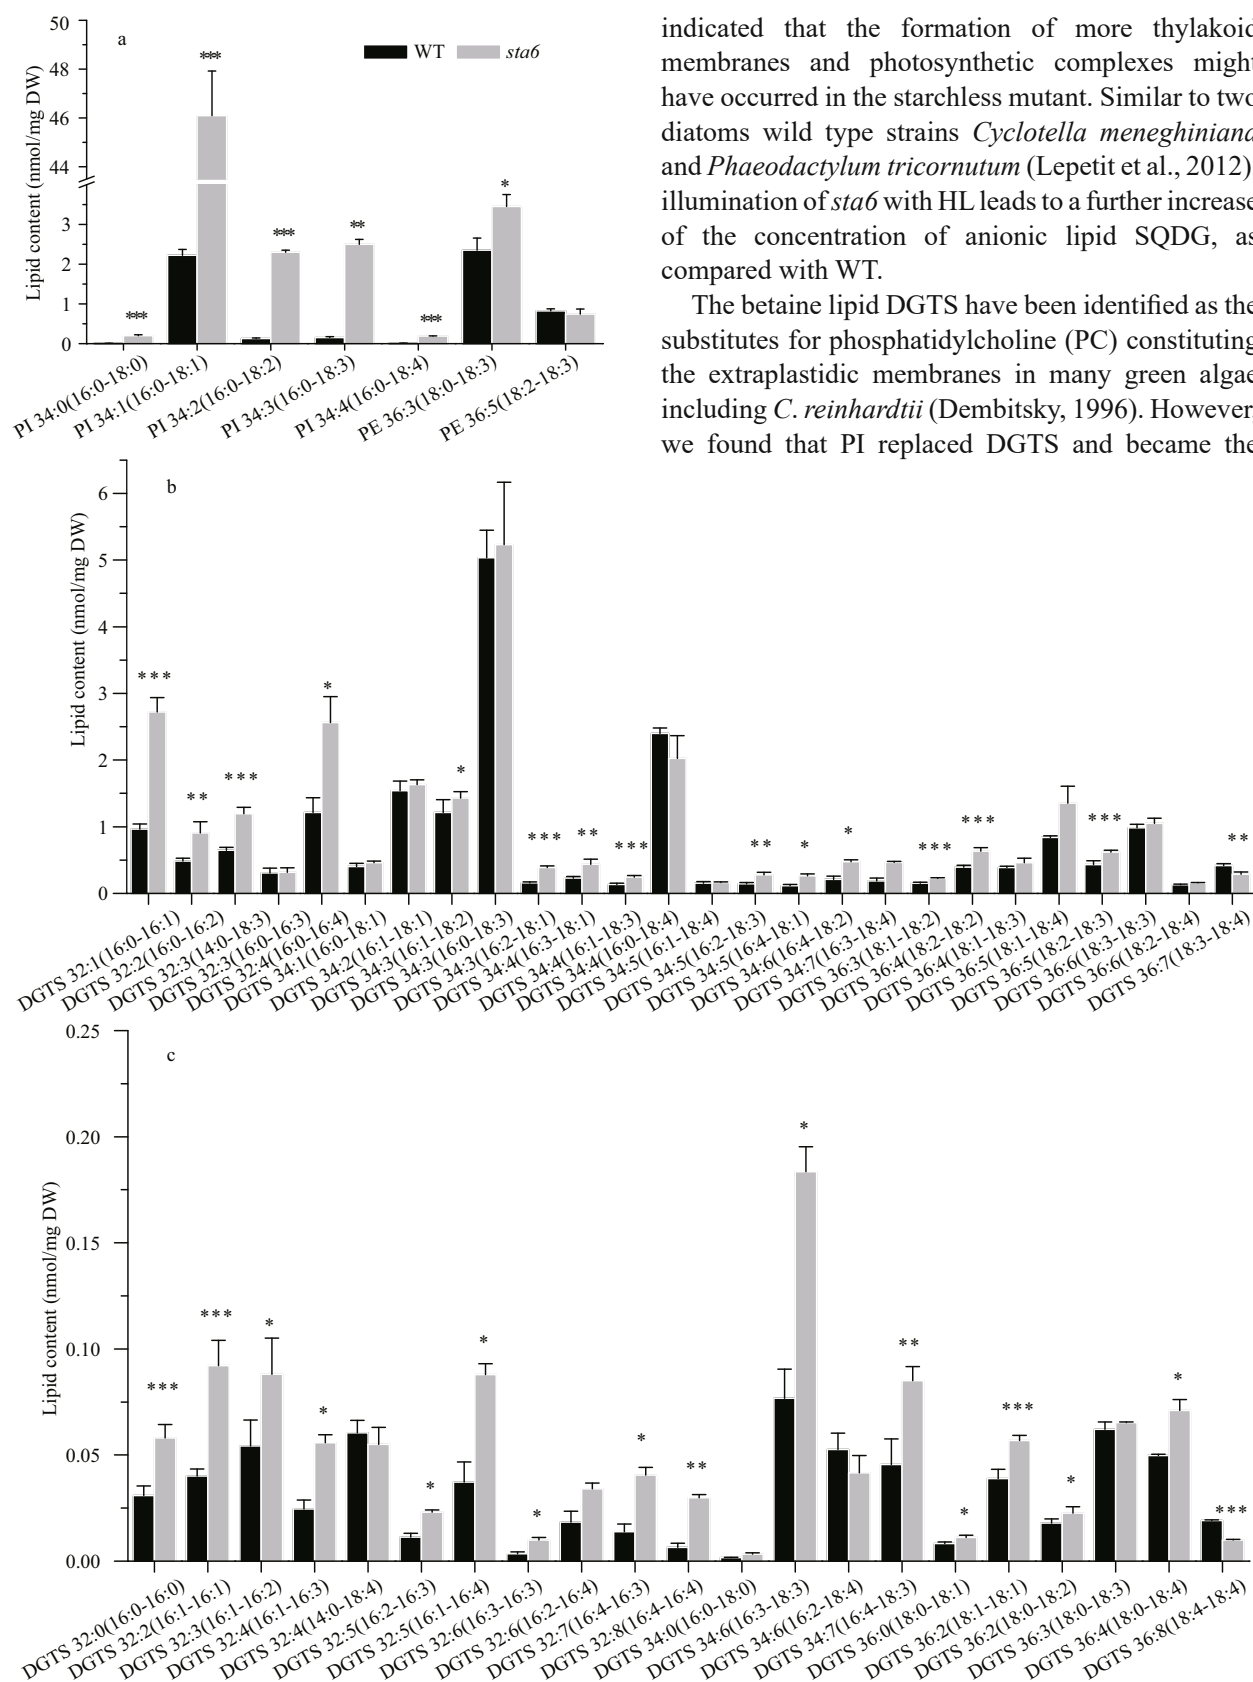 50
48
46
44
3
2
1
0
Lipid content (nmol/mg DW)
a
WT
sta6
***
***
***
**
***
*
PI 34:0(16:0-18:0)
PI 34:1(16:0-18:1)
PI 34:2(16:0-18:2)
PI 34:3(16:0-18:3)
PI 34:4(16:0-18:4)
PE 36:3(18:0-18:3)
PE 36:5(18:2-18:3)
indicated that the formation of more thylakoid
membranes and photosynthetic complexes might
have occurred in the starchless mutant. Similar to two
diatoms wild type strains Cyclotella meneghiniana
and Phaeodactylum tricornutum (Lepetit et al., 2012)
illumination of sta6 with HL leads to a further increase
of the concentration of anionic lipid SQDG, as
compared with WT.
The betaine lipid DGTS have been identified as the
substitutes for phosphatidylcholine (PC) constituting
the extraplastidic membranes in many green algae
including C. reinhardtii (Dembitsky, 1996). However,
we found that PI replaced DGTS and became the
6
5
4
3
2
1
0
Lipid content (nmol/mg DW)
b
***
**
***
*
*
***
**
***
**
*
*
***
***
***
**
DGTS 32:1(16:0-16:1)
DGTS 32:2(16:0-16:2)
DGTS 32:3(14:0-18:3)
DGTS 32:3(16:0-16:3)
DGTS 32:4(16:0-16:4)
DGTS 34:1(16:0-18:1)
DGTS 34:2(16:1-18:1)
DGTS 34:3(16:1-18:2)
DGTS 34:3(16:0-18:3)
DGTS 34:3(16:2-18:1)
DGTS 34:4(16:3-18:1)
DGTS 34:4(16:1-18:3)
DGTS 34:4(16:0-18:4)
DGTS 34:5(16:1-18:4)
DGTS 34:5(16:2-18:3)
DGTS 34:5(16:4-18:1)
DGTS 34:6(16:4-18:2)
DGTS 34:7(16:3-18:4)
DGTS 36:3(18:1-18:2)
DGTS 36:4(18:2-18:2)
DGTS 36:4(18:1-18:3)
DGTS 36:5(18:1-18:4)
DGTS 36:5(18:2-18:3)
DGTS 36:6(18:3-18:3)
DGTS 36:6(18:2-18:4)
DGTS 36:7(18:3-18:4)
0.25
0.20
0.15
0.10
0.05
0.00
Lipid content (nmol/mg DW)
c
***
***
*
*
*
*
*
*
**
*
**
*
***
*
*
***
DGTS 32:0(16:0-16:0)
DGTS 32:2(16:1-16:1)
DGTS 32:3(16:1-16:2)
DGTS 32:4(16:1-16:3)
DGTS 32:4(14:0-18:4)
DGTS 32:5(16:2-16:3)
DGTS 32:5(16:1-16:4)
DGTS 32:6(16:3-16:3)
DGTS 32:6(16:2-16:4)
DGTS 32:7(16:4-16:3)
DGTS 32:8(16:4-16:4)
DGTS 34:0(16:0-18:0)
DGTS 34:6(16:3-18:3)
DGTS 34:6(16:2-18:4)
DGTS 34:7(16:4-18:3)
DGTS 36:0(18:0-18:1)
DGTS 36:2(18:1-18:1)
DGTS 36:2(18:0-18:2)
DGTS 36:3(18:0-18:3)
DGTS 36:4(18:0-18:4)
DGTS 36:8(18:4-18:4)